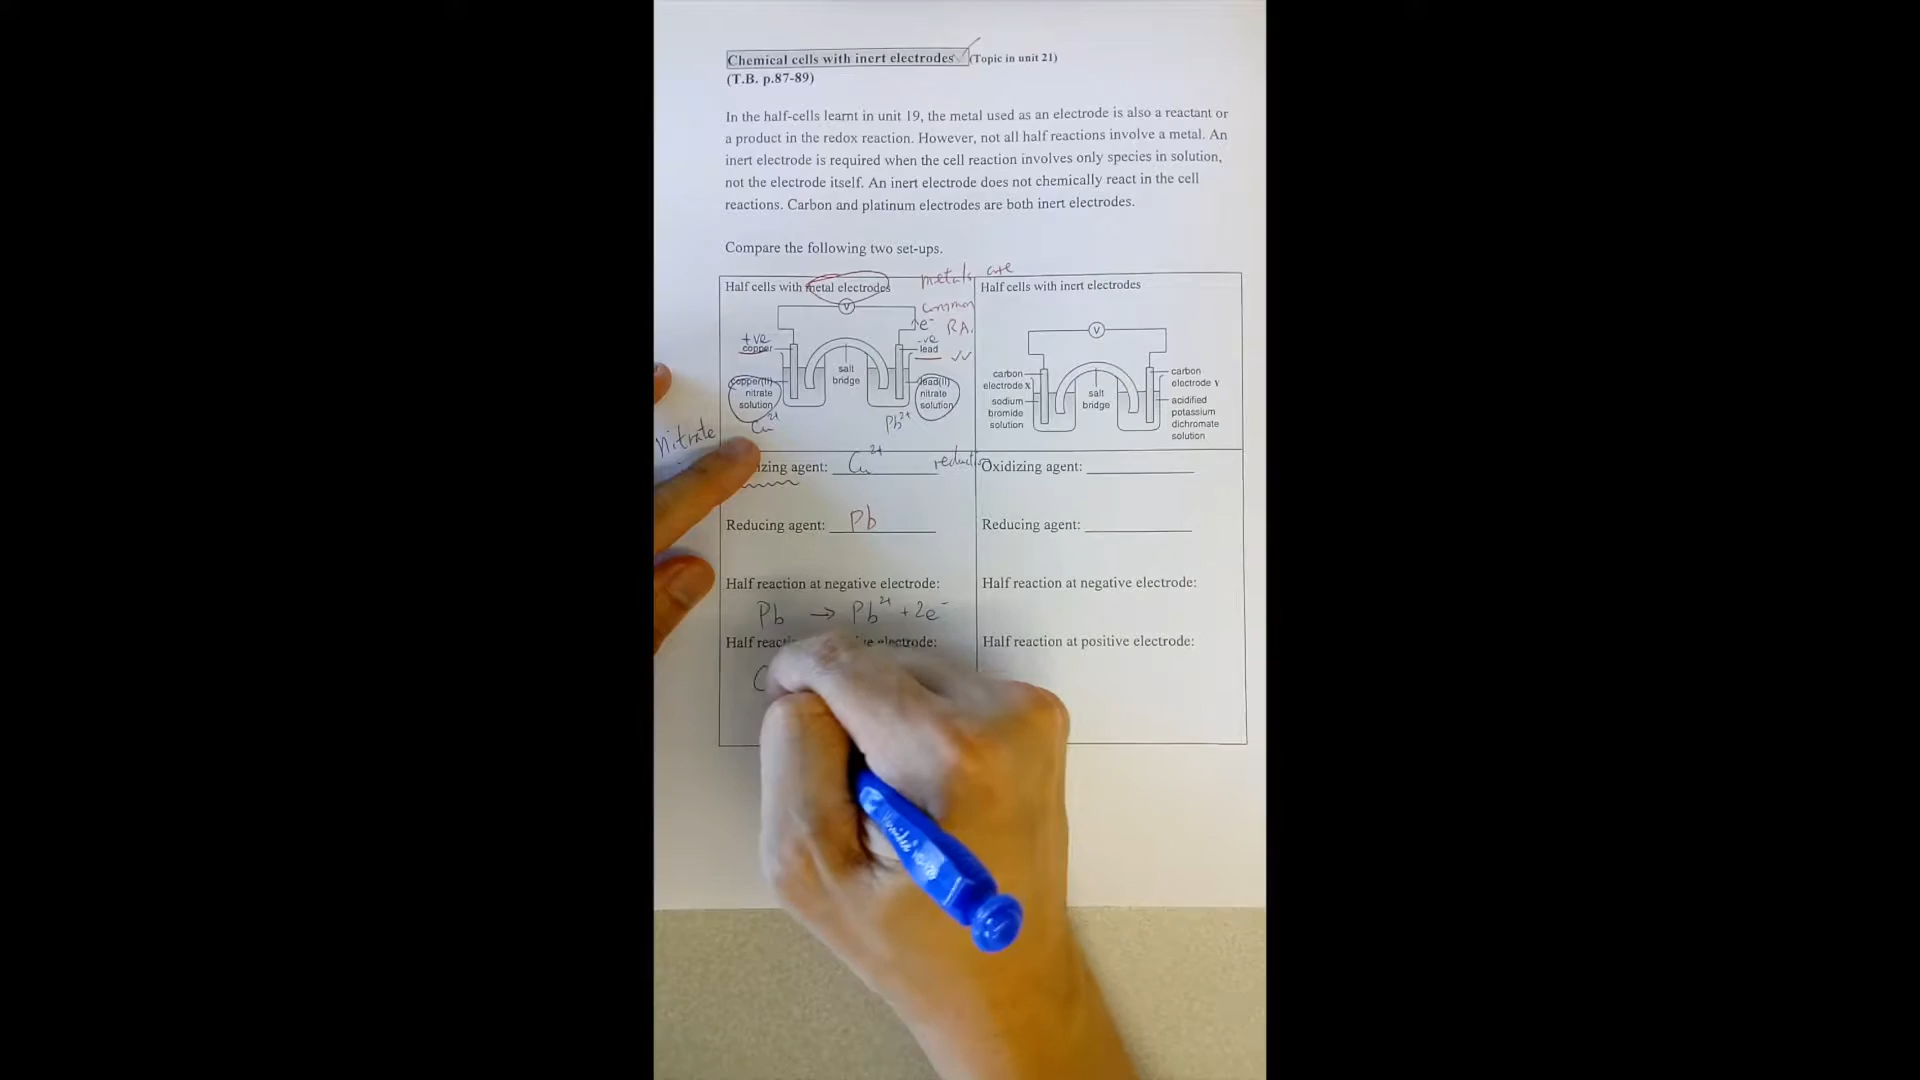 Chemical cells with inert electrodes (Topic in unit 21)
(T.B. p.87-89)
In the half-cells learnt in unit 19, the metal used as an electrode is also a reactant or
a product in the redox reaction. However, not all half reactions involve a metal. An
inert electrode is required when the cell reaction involves only species in solution,
not the electrode itself. An inert electrode does not chemically react in the cell
reactions. Carbon and platinum electrodes are both inert electrodes.
Compare the following two set-ups.
Half cells with metal electrodes
metals are
common
R.A.
V
e⁻
+ve
copper
-ve
lead
salt
bridge
copper(II)
nitrate
solution
Cu²⁺
lead(II)
nitrate
solution
Pb²⁺
nitrate
Half cells with inert electrodes
V
carbon
electrode X
sodium
bromide
solution
salt
bridge
carbon
electrode Y
acidified
potassium
dichromate
solution
izing agent: Cu²⁺
Reducing agent: Pb
Half reaction at negative electrode:
Pb → Pb²⁺ + 2e⁻
Half electrode:
C
Oxidizing agent:
Reducing agent:
Half reaction at negative electrode:
Half reaction at positive electrode: